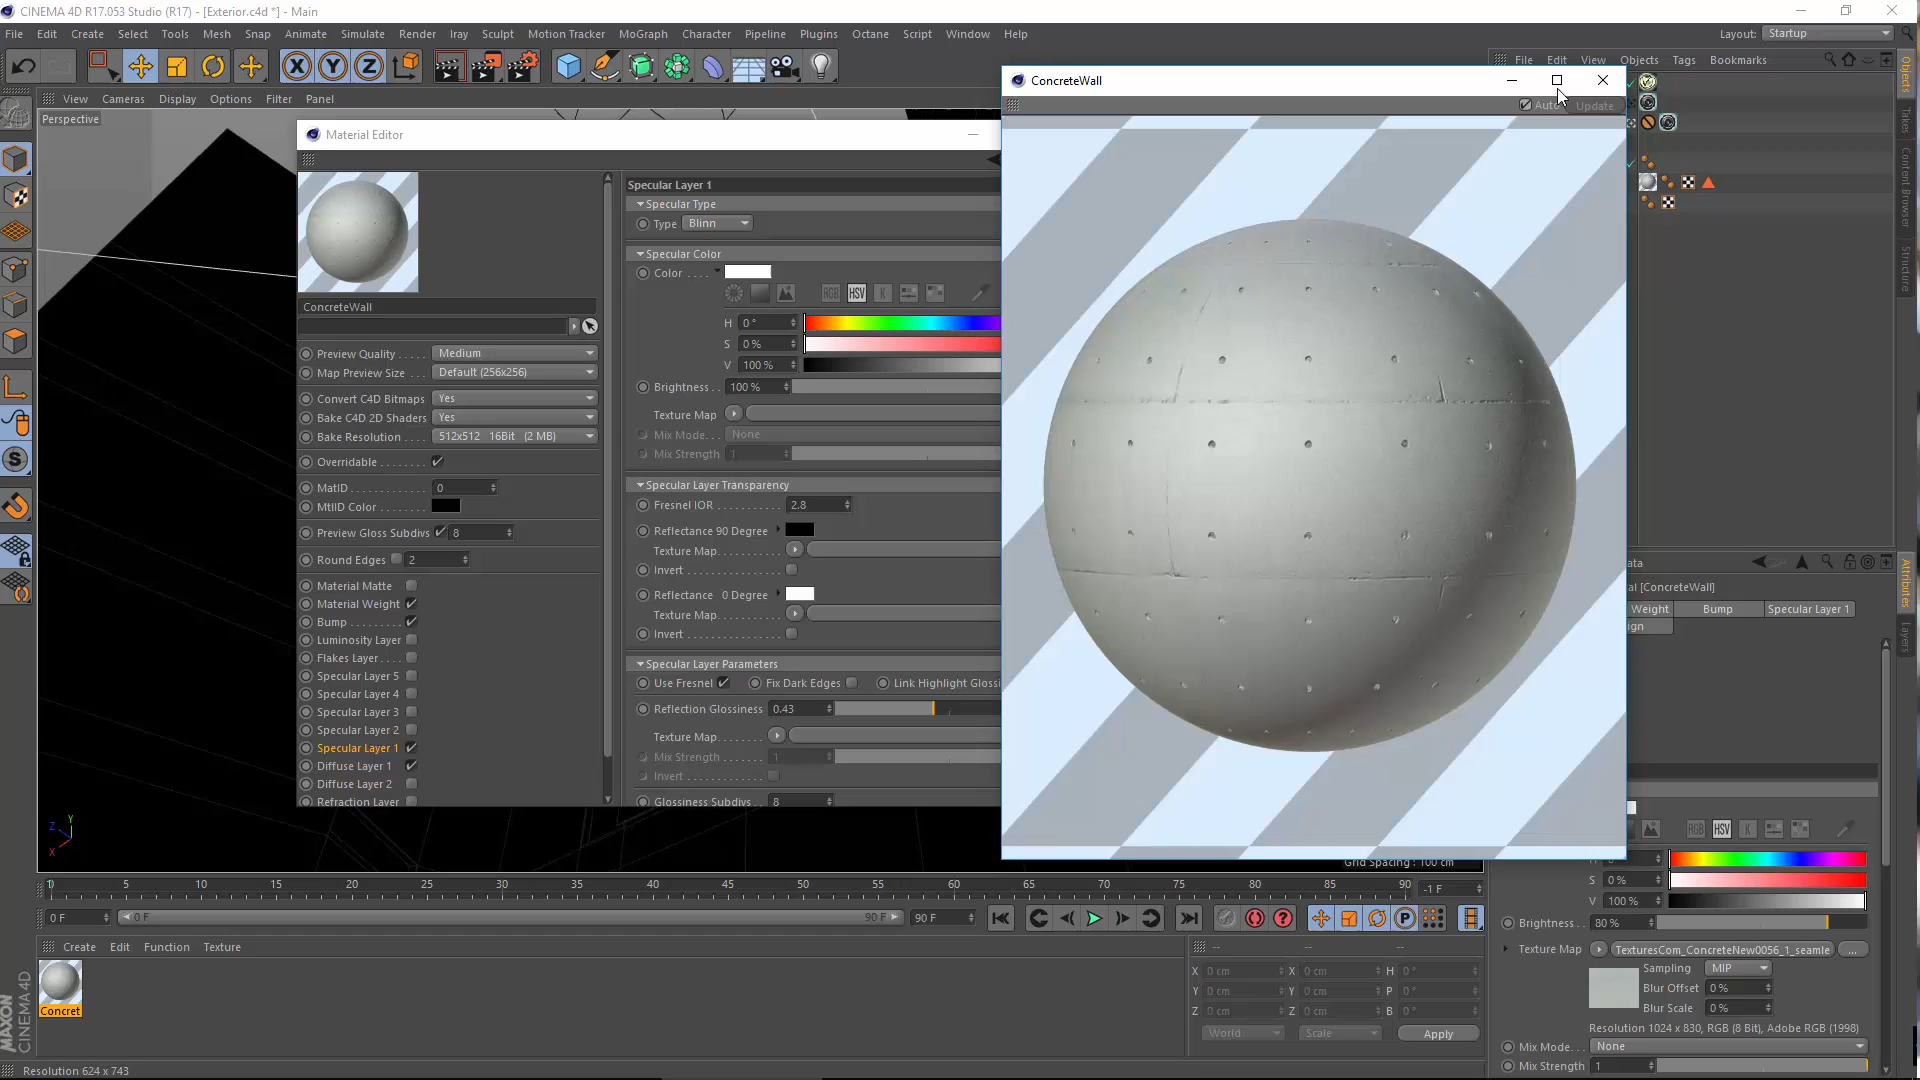 CINEMA 4D R17.053 Studio (R17) - [Exterior.c4d *] - Main
File Edit Create Select Tools Mesh Snap Animate Simulate Render Iray Sculpt Motion Tracker MoGraph Character Pipeline Plugins Octane Script Window Help
Layout: Startup
File Edit View Objects Tags Bookmarks
View Cameras Display Options Filter Panel
Perspective
Material Editor
ConcreteWall
Auto Update
ConcreteWall
Preview Quality Medium
Map Preview Size Default (256x256)
Convert C4D Bitmaps Yes
Bake C4D 2D Shaders Yes
Bake Resolution 512x512 16Bit (2 MB)
Overridable
MatID 0
MtlID Color
Preview Gloss Subdivs 8
Round Edges 2
Material Matte
Material Weight
Bump
Luminosity Layer
Flakes Layer
Specular Layer 5
Specular Layer 4
Specular Layer 3
Specular Layer 2
Specular Layer 1
Diffuse Layer 1
Diffuse Layer 2
Refraction Layer
Specular Layer 1
Specular Type
Type Blinn
Specular Color
Color
RGB HSV K
H 0°
S 0%
V 100%
Brightness 100%
Texture Map
Mix Mode None
Mix Strength 1
Specular Layer Transparency
Fresnel IOR 2.8
Reflectance 90 Degree
Texture Map
Invert
Reflectance 0 Degree
Texture Map
Invert
Specular Layer Parameters
Use Fresnel Fix Dark Edges Link Highlight Glossi
Reflection Glossiness 0.43
Texture Map
Mix Strength 1
Invert
Glossiness Subdivs 8
Grid Spacing : 100 cm
Y
Z
X
0 5 10 15 20 25 30 35 40 45 50 55 60 65 70 75 80 85 90 -1 F
0 F 0 F 90 F 90 F
Create Edit Function Texture
Concret
MAXON
CINEMA 4D
-- -- --
X 0 cm X 0 cm H 0°
Y 0 cm Y 0 cm P 0°
Z 0 cm Z 0 cm B 0°
World Scale Apply
Resolution 624 x 743
Objects
Takes
Content Browser
Structure
Attributes
Layers
ata
al [ConcreteWall]
Weight Bump Specular Layer 1
ign
RGB HSV K
S 0%
V 100%
Brightness 80%
Texture Map TexturesCom_ConcreteNew0056_1_seamle ...
Sampling MIP
Blur Offset 0%
Blur Scale 0%
Resolution 1024 x 830, RGB (8 Bit), Adobe RGB (1998)
Mix Mode None
Mix Strength 1